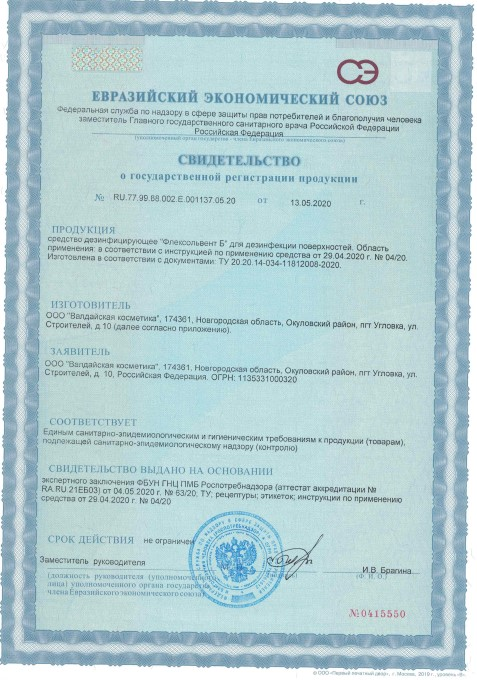 СЭ
ЕВРАЗИЙСКИЙ ЭКОНОМИЧЕСКИЙ СОЮЗ
Федеральная служба по надзору в сфере защиты прав потребителей и благополучия человека
заместитель Главного государственного санитарного врача Российской Федерации
Российская Федерация
(уполномоченный орган государства - члена Евразийского экономического союза)
СВИДЕТЕЛЬСТВО
о государственной регистрации продукции
№ RU.77.99.88.002.Е.001137.05.20 от 13.05.2020 г.
ПРОДУКЦИЯ
средство дезинфицирующее "Флексольвент Б" для дезинфекции поверхностей. Область
применения: в соответствии с инструкцией по применению средства от 29.04.2020 г. № 04/20.
Изготовлена в соответствии с документами: ТУ 20.20.14-034-11812008-2020.
ИЗГОТОВИТЕЛЬ
ООО "Валдайская косметика", 174361, Новгородская область, Окуловский район, пгт Угловка, ул.
Строителей, д.10 (далее согласно приложению).
ЗАЯВИТЕЛЬ
ООО "Валдайская косметика", 174361, Новгородская область, Окуловский район, пгт Угловка, ул.
Строителей, д. 10, Российская Федерация. ОГРН: 1135331000320
СООТВЕТСТВУЕТ
Единым санитарно-эпидемиологическим и гигиеническим требованиям к продукции (товарам),
подлежащей санитарно-эпидемиологическому надзору (контролю)
СВИДЕТЕЛЬСТВО ВЫДАНО НА ОСНОВАНИИ
экспертного заключения ФБУН ГНЦ ПМБ Роспотребнадзора (аттестат аккредитации №
RA.RU 21ЕВ03) от 04.05.2020 г. № 63/20, ТУ; рецептуры; этикеток; инструкции по применению
средства от 29.04.2020 г. № 04/20
СРОК ДЕЙСТВИЯ не ограничен
Заместитель руководителя И.В. Брагина
(должность руководителя (уполномоченного (подпись) (Ф. И. О.)
лица) уполномоченного органа государства-
члена Евразийского экономического союза)
№0415550
© ООО «Первый печатный двор», г. Москва, 2019 г., уровень «В».